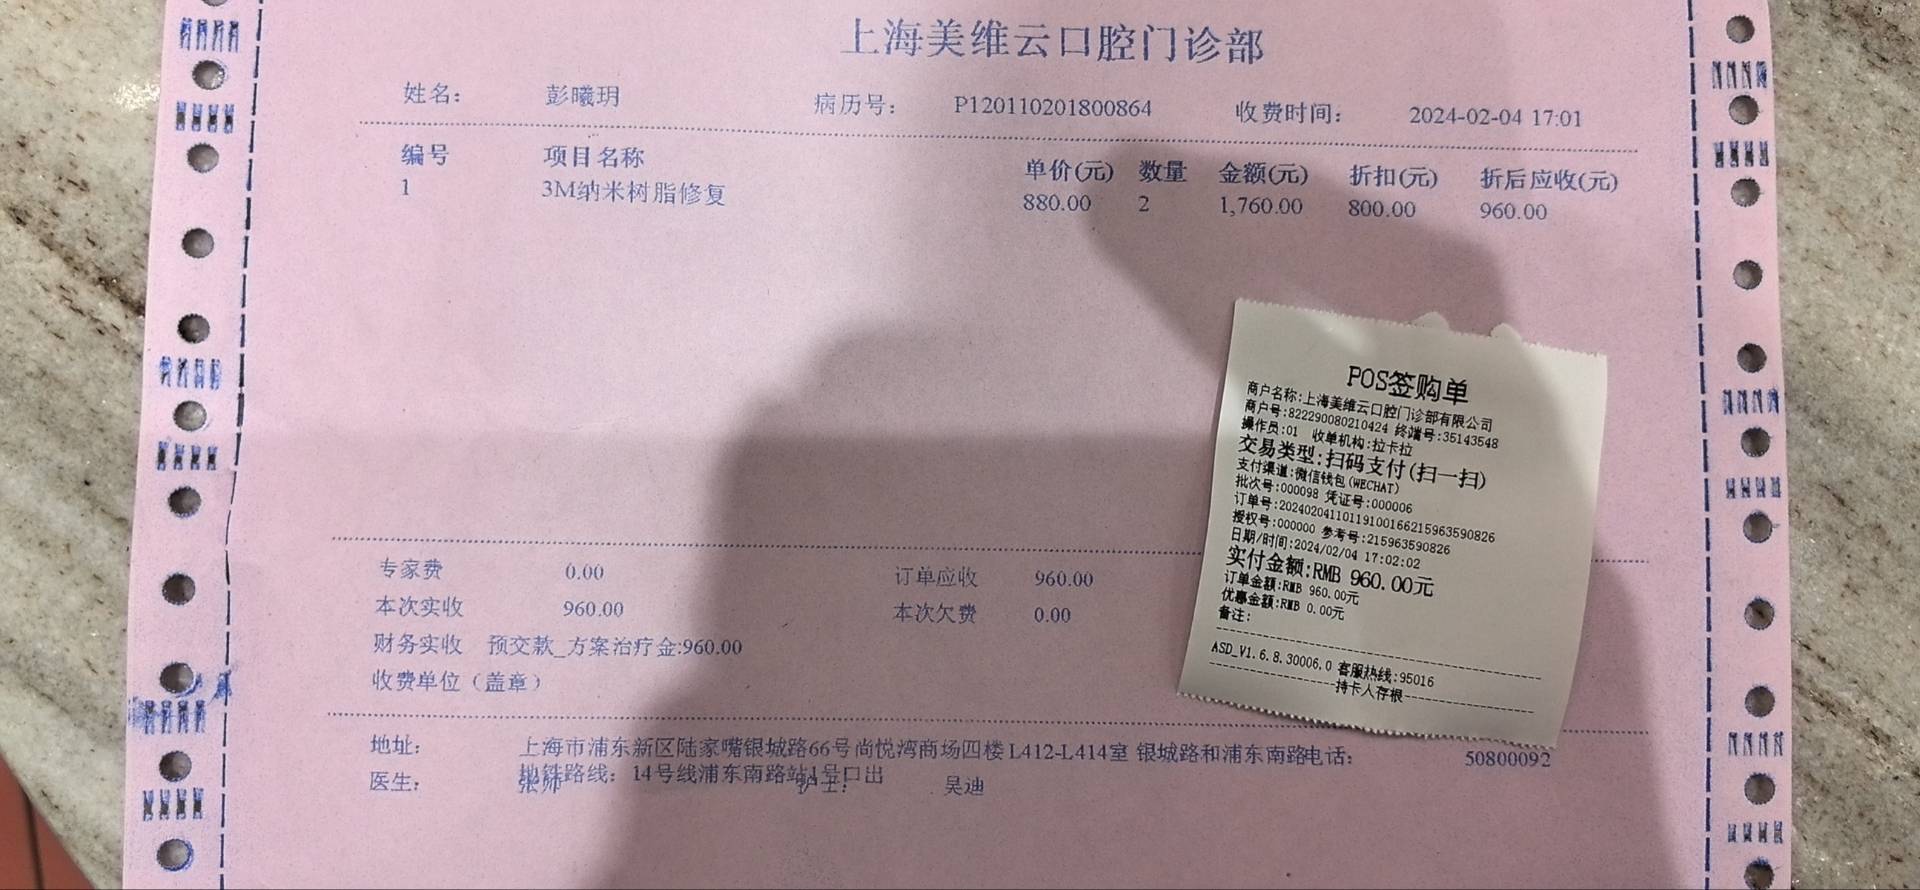 上海美维云口腔门诊部
姓名： 彭曦玥 病历号： P120110201800864 收费时间： 2024-02-04 17:01
编号 项目名称 单价(元) 数量 金额(元) 折扣(元) 折后应收(元)
1 3M纳米树脂修复 880.00 2 1,760.00 800.00 960.00
专家费 0.00 订单应收 960.00
本次实收 960.00 本次欠费 0.00
财务实收 预交款_方案治疗金:960.00
收费单位（盖章）
地址： 上海市浦东新区陆家嘴银城路66号尚悦湾商场四楼L412-L414室 银城路和浦东南路电话： 50800092
地铁路线：14号线浦东南路站1号口出
医生： 护士： 吴迪
POS签购单
商户名称:上海美维云口腔门诊部有限公司
商户号:82229008021042​4 终端号:35143548
操作员:01 收单机构:拉卡拉
交易类型:扫码支付(扫一扫)
支付渠道:微信钱包(WECHAT)
批次号:000098 凭证号:000006
订单号:20240204110119100166215963590826
授权号:000000 参考号:215963590826
日期/时间:2024/02/04 17:02:02
实付金额:RMB 960.00元
订单金额:RMB 960.00元
优惠金额:RMB 0.00元
备注:
ASD_V1.6.8.30006.0 客服热线:95016
持卡人存根